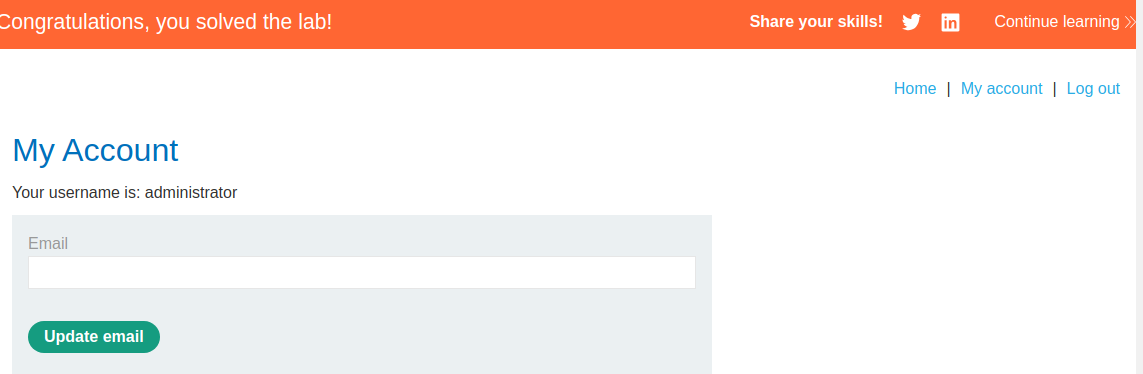 Congratulations, you solved the lab!
Share your skills! Continue learning
Home | My account | Log out
My Account
Your username is: administrator
Email
Update email